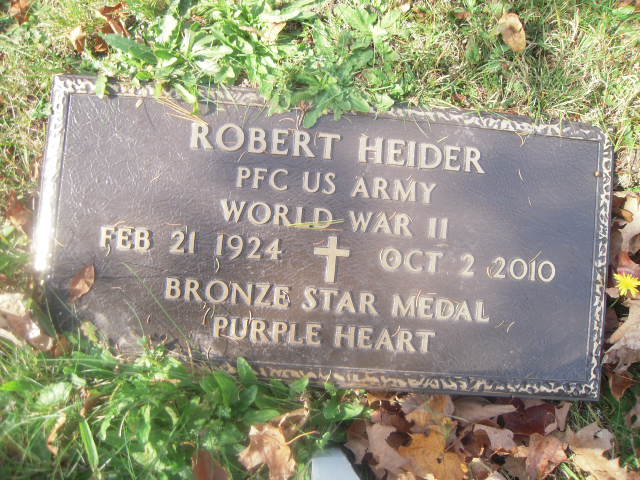 ROBERT HEIDER
PFC US ARMY
WORLD WAR II
FEB 21 1924 OCT 2 2010
BRONZE STAR MEDAL
PURPLE HEART